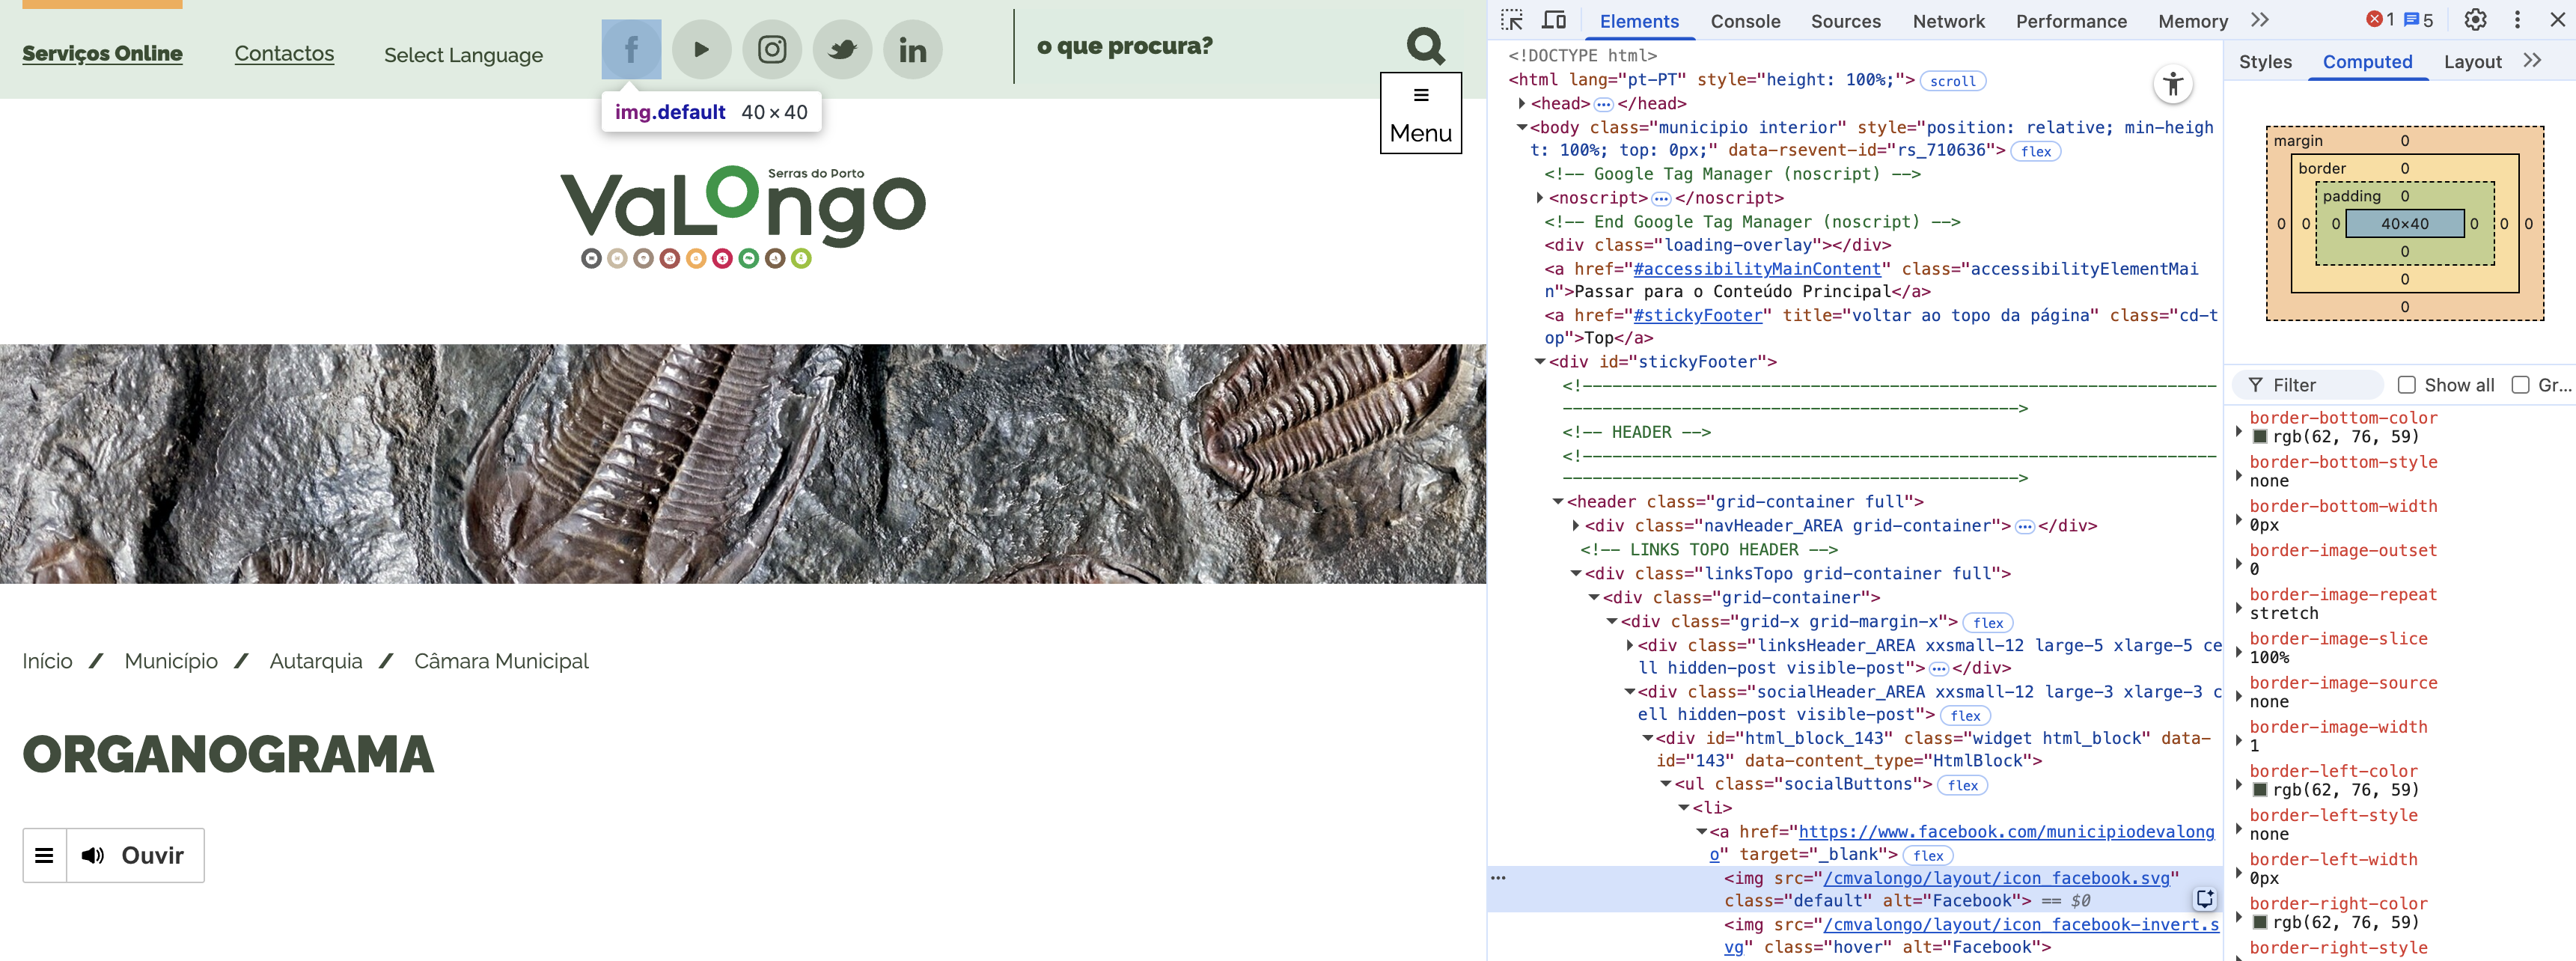 Serviços Online
Contactos
Select Language
o que procura?
Menu
img.default 40×40
Serras do Porto
Valongo
Início / Município / Autarquia / Câmara Municipal
ORGANOGRAMA
Ouvir
Elements Console Sources Network Performance Memory 1 5
<!DOCTYPE html>
<html lang="pt-PT" style="height: 100%;"> scroll
<head> ⋯ </head>
<body class="municipio interior" style="position: relative; min-heigh
t: 100%; top: 0px;" data-rsevent-id="rs_710636"> flex
<!-- Google Tag Manager (noscript) -->
<noscript> ⋯ </noscript>
<!-- End Google Tag Manager (noscript) -->
<div class="loading-overlay"></div>
<a href="#accessibilityMainContent" class="accessibilityElementMai
n">Passar para o Conteúdo Principal</a>
<a href="#stickyFooter" title="voltar ao topo da página" class="cd-t
op">Top</a>
<div id="stickyFooter">
<!-------------------------------------------------------------------
---------------------------------------------->
<!-- HEADER -->
<!-------------------------------------------------------------------
---------------------------------------------->
<header class="grid-container full">
<div class="navHeader_AREA grid-container"> ⋯ </div>
<!-- LINKS TOPO HEADER -->
<div class="linksTopo grid-container full">
<div class="grid-container">
<div class="grid-x grid-margin-x"> flex
<div class="linksHeader_AREA xxsmall-12 large-5 xlarge-5 ce
ll hidden-post visible-post"> ⋯ </div>
<div class="socialHeader_AREA xxsmall-12 large-3 xlarge-3 c
ell hidden-post visible-post"> flex
<div id="html_block_143" class="widget html_block" data-
id="143" data-content_type="HtmlBlock">
<ul class="socialButtons"> flex
<li>
<a href="https://www.facebook.com/municipiodevalong
o" target="_blank"> flex
<img src="/cmvalongo/layout/icon_facebook.svg"
class="default" alt="Facebook"> == $0
<img src="/cmvalongo/layout/icon_facebook-invert.s
vg" class="hover" alt="Facebook">
Styles Computed Layout
margin 0
border 0
padding 0
0 0 0 40×40 0 0 0
0
0
0
Filter Show all Gr...
border-bottom-color
rgb(62, 76, 59)
border-bottom-style
none
border-bottom-width
0px
border-image-outset
0
border-image-repeat
stretch
border-image-slice
100%
border-image-source
none
border-image-width
1
border-left-color
rgb(62, 76, 59)
border-left-style
none
border-left-width
0px
border-right-color
rgb(62, 76, 59)
border-right-style